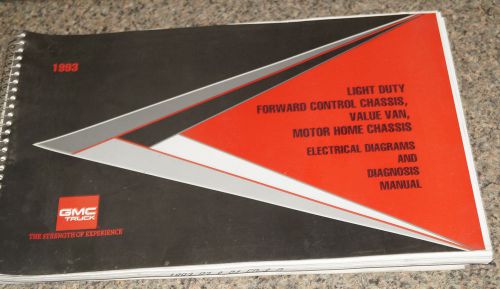 1993
LIGHT DUTY
FORWARD CONTROL CHASSIS,
VALUE VAN,
MOTOR HOME CHASSIS
ELECTRICAL DIAGRAMS
AND
DIAGNOSIS
MANUAL
GMC
TRUCK
THE STRENGTH OF EXPERIENCE